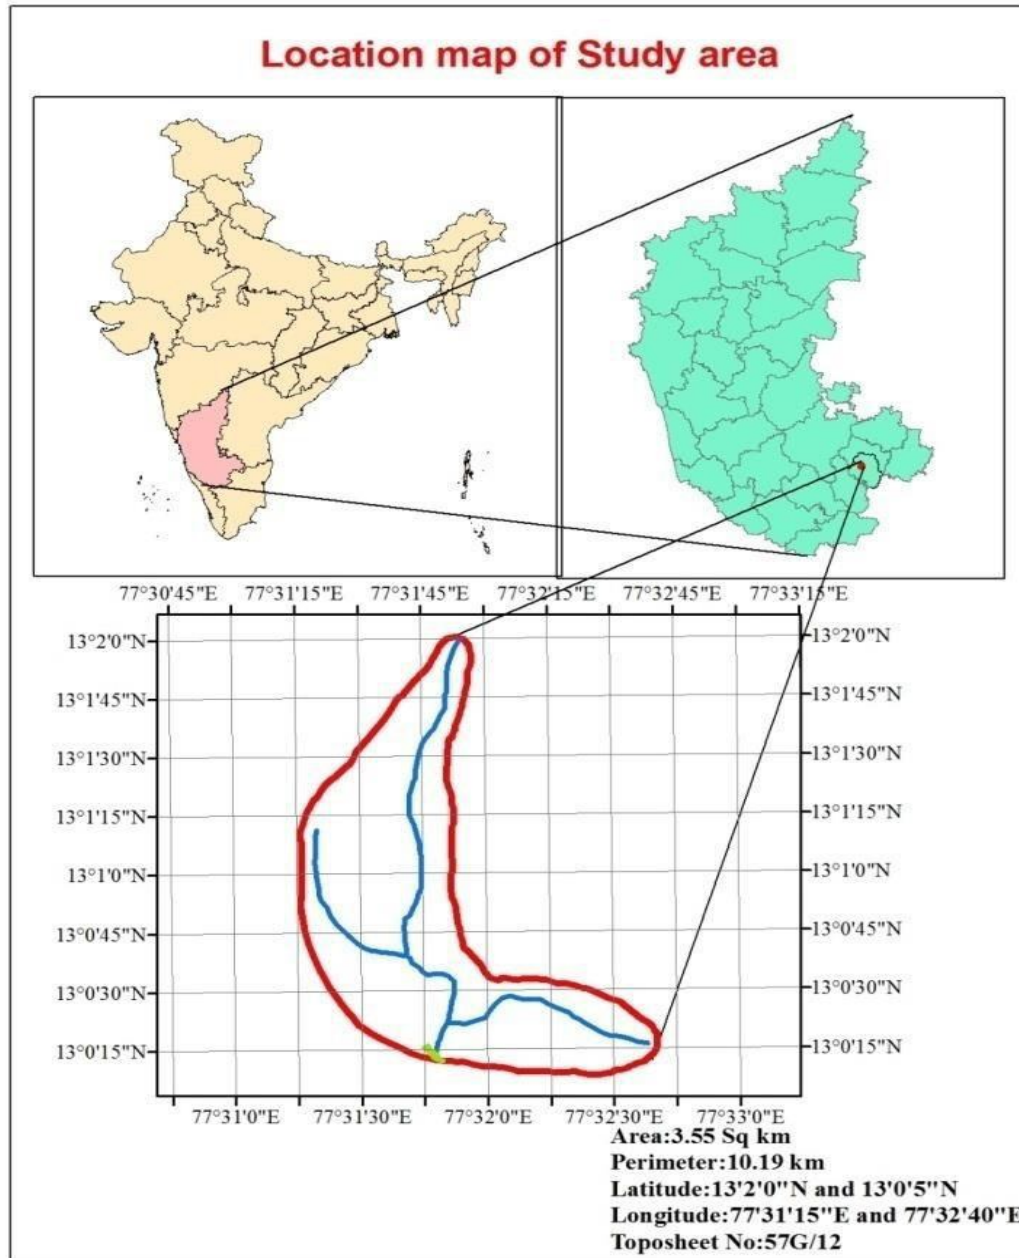 Location map of Study area
77°30'45"E 77°31'15"E 77°31'45"E 77°32'15"E 77°32'45"E 77°33'15"E
13°2'0"N 13°2'0"N
13°1'45"N 13°1'45"N
13°1'30"N 13°1'30"N
13°1'15"N 13°1'15"N
13°1'0"N 13°1'0"N
13°0'45"N 13°0'45"N
13°0'30"N 13°0'30"N
13°0'15"N 13°0'15"N
77°31'0"E 77°31'30"E 77°32'0"E 77°32'30"E 77°33'0"E
Area:3.55 Sq km
Perimeter:10.19 km
Latitude:13'2'0"N and 13'0'5"N
Longitude:77'31'15"E and 77'32'40"E
Toposheet No:57G/12